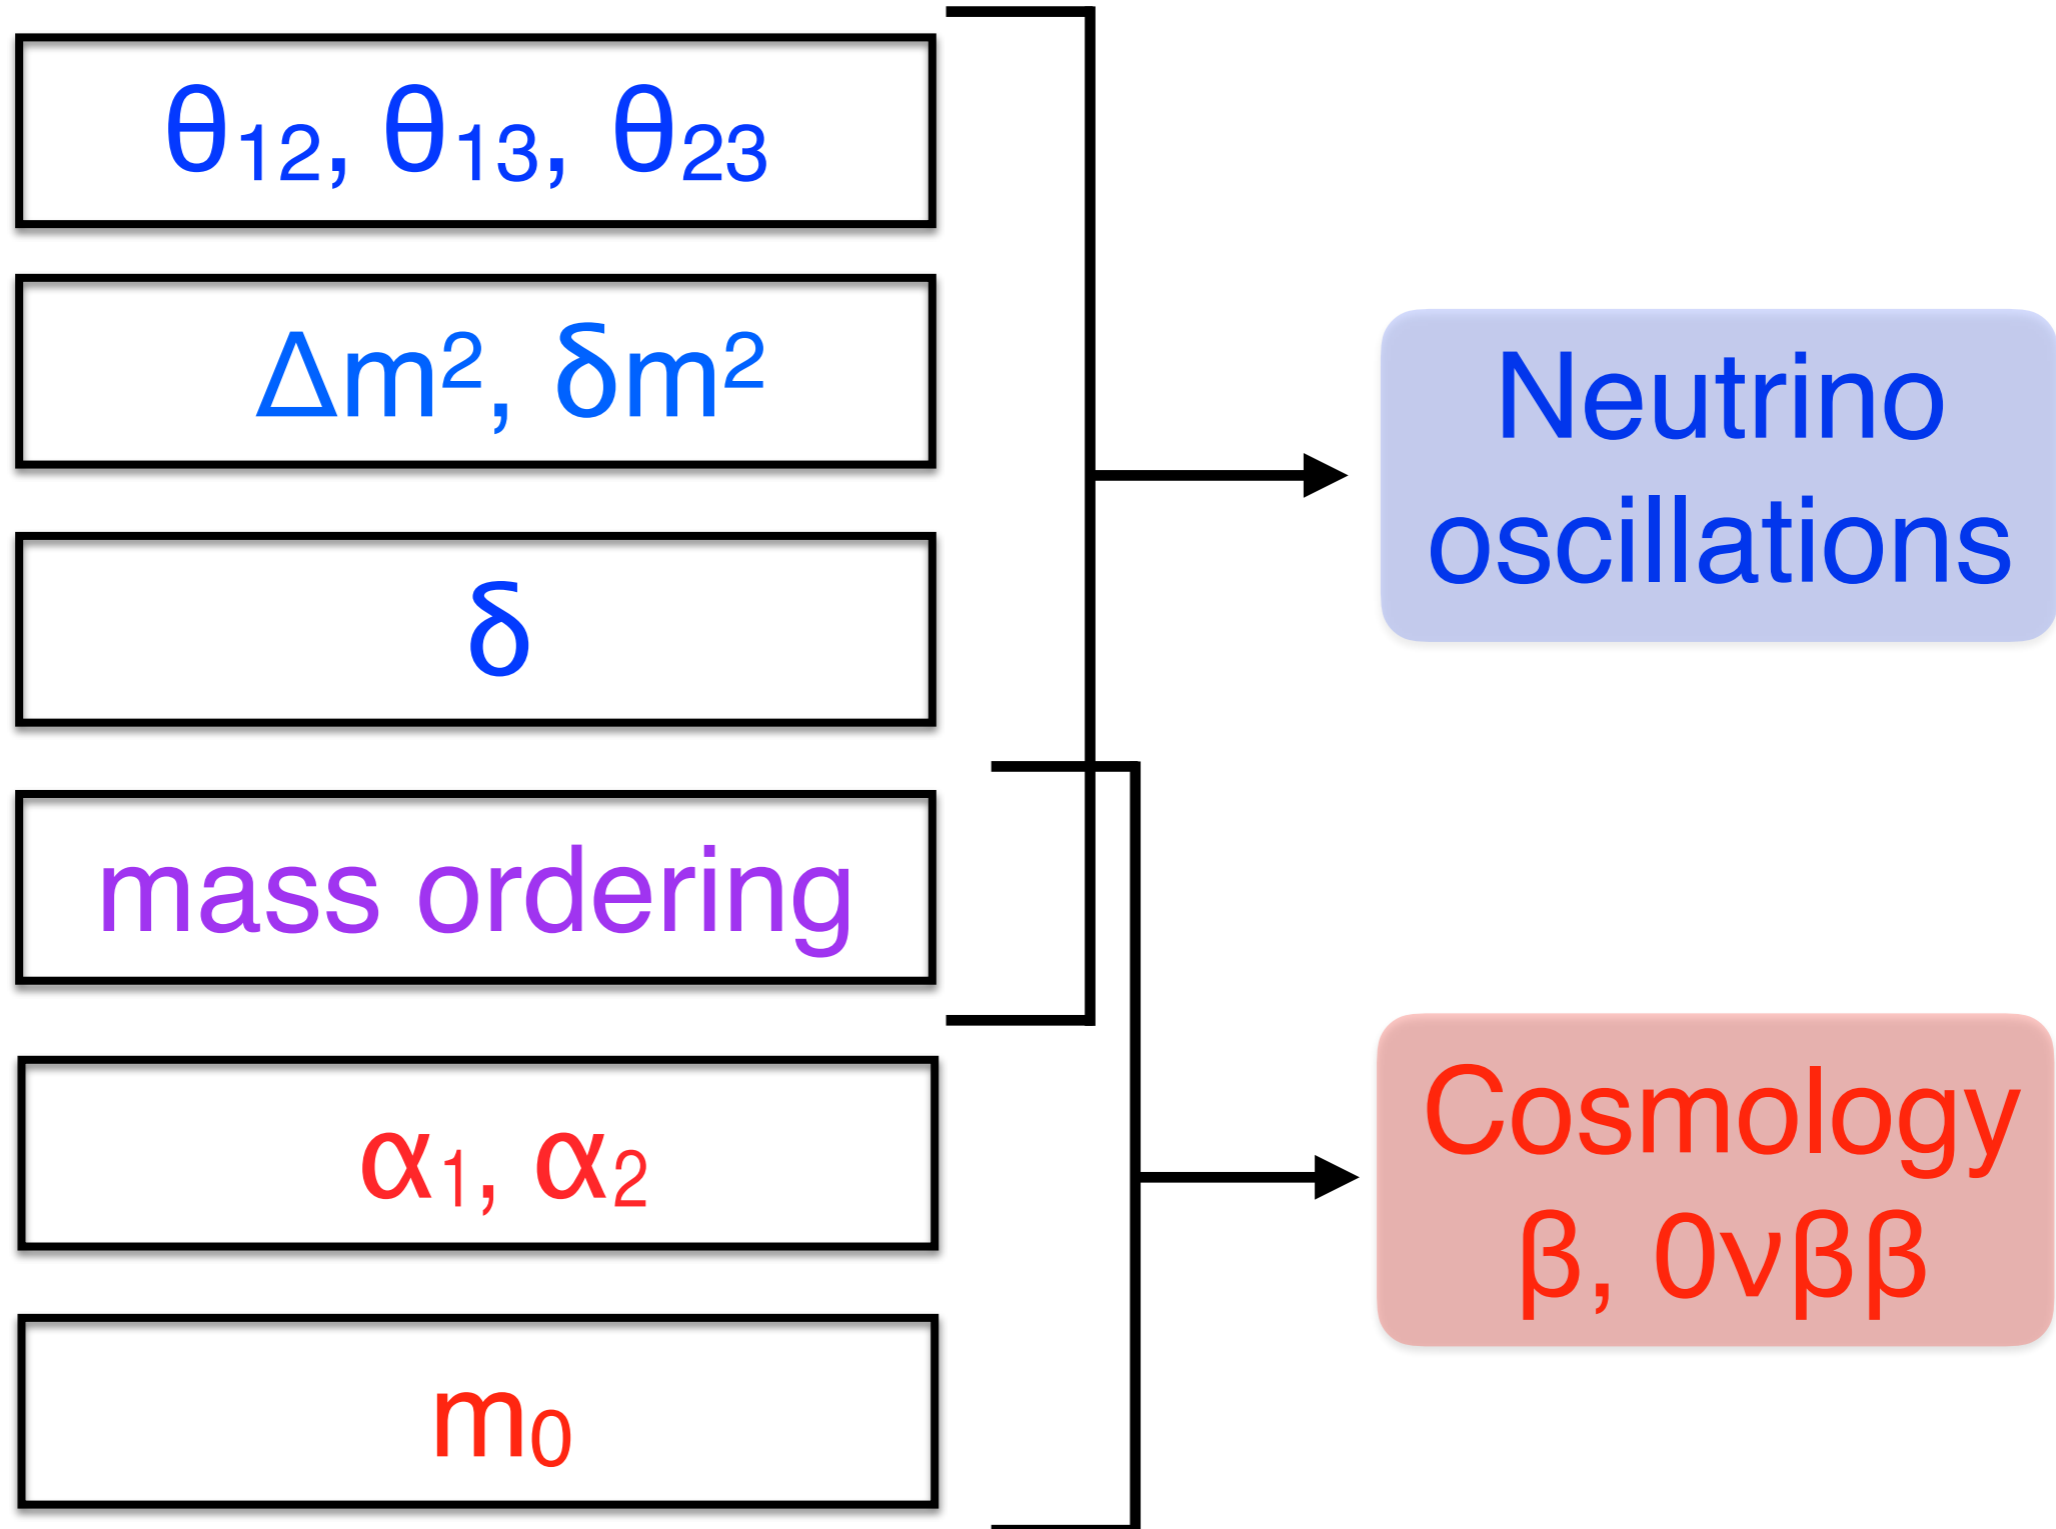 θ₁₂, θ₁₃, θ₂₃
Δm², δm²
δ
mass ordering
α₁, α₂
m₀
Neutrino
oscillations
Cosmology
β, 0νββ